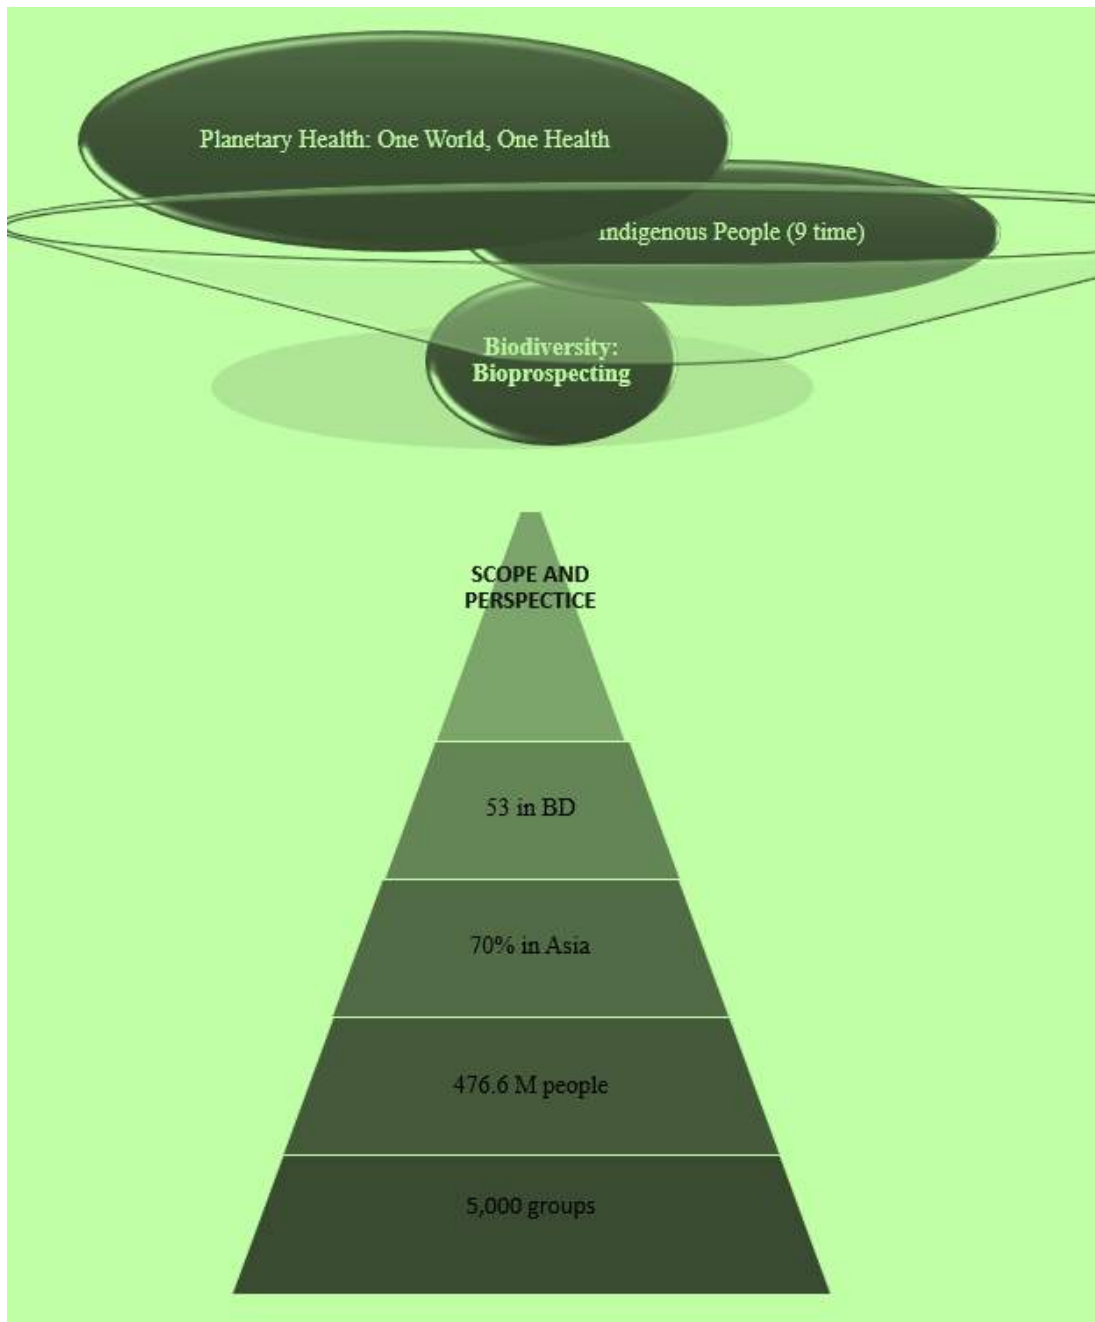 Planetary Health: One World, One Health
Indigenous People (9 time)
Biodiversity:
Bioprospecting
SCOPE AND
PERSPECTICE
53 in BD
70% in Asia
476.6 M people
5,000 groups